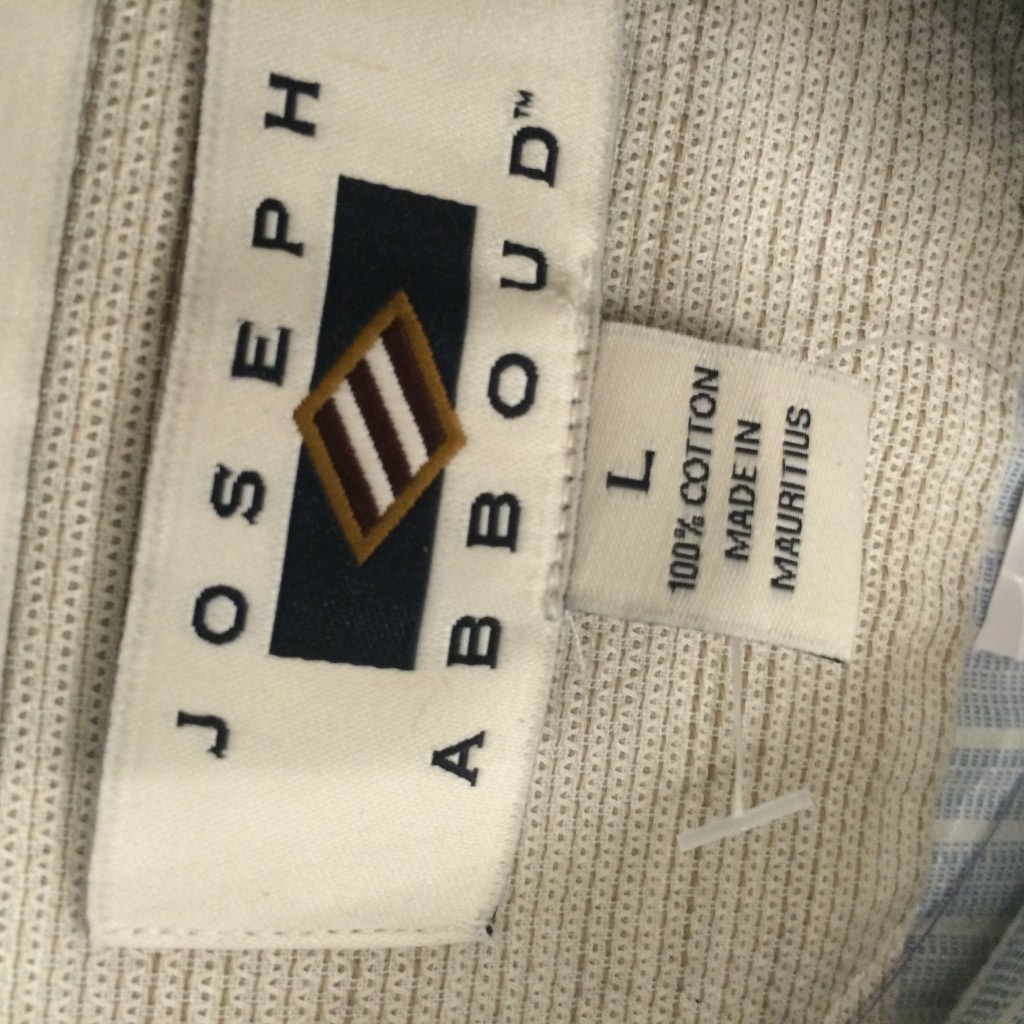 JOSEPH
ABBOUD™
L
100% COTTON
MADE IN
MAURITIUS